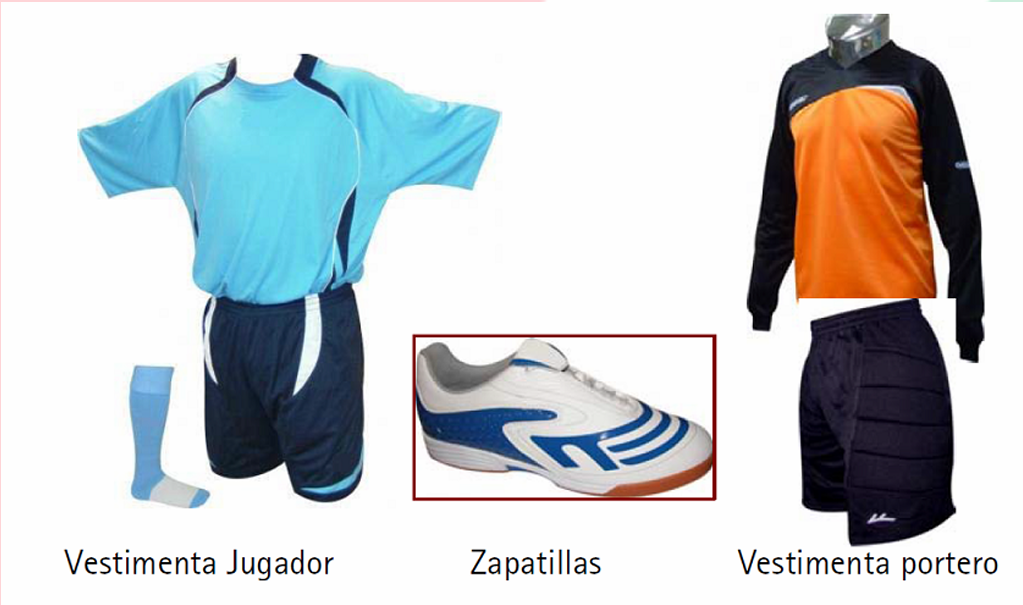 Vestimenta Jugador
Zapatillas
Vestimenta portero